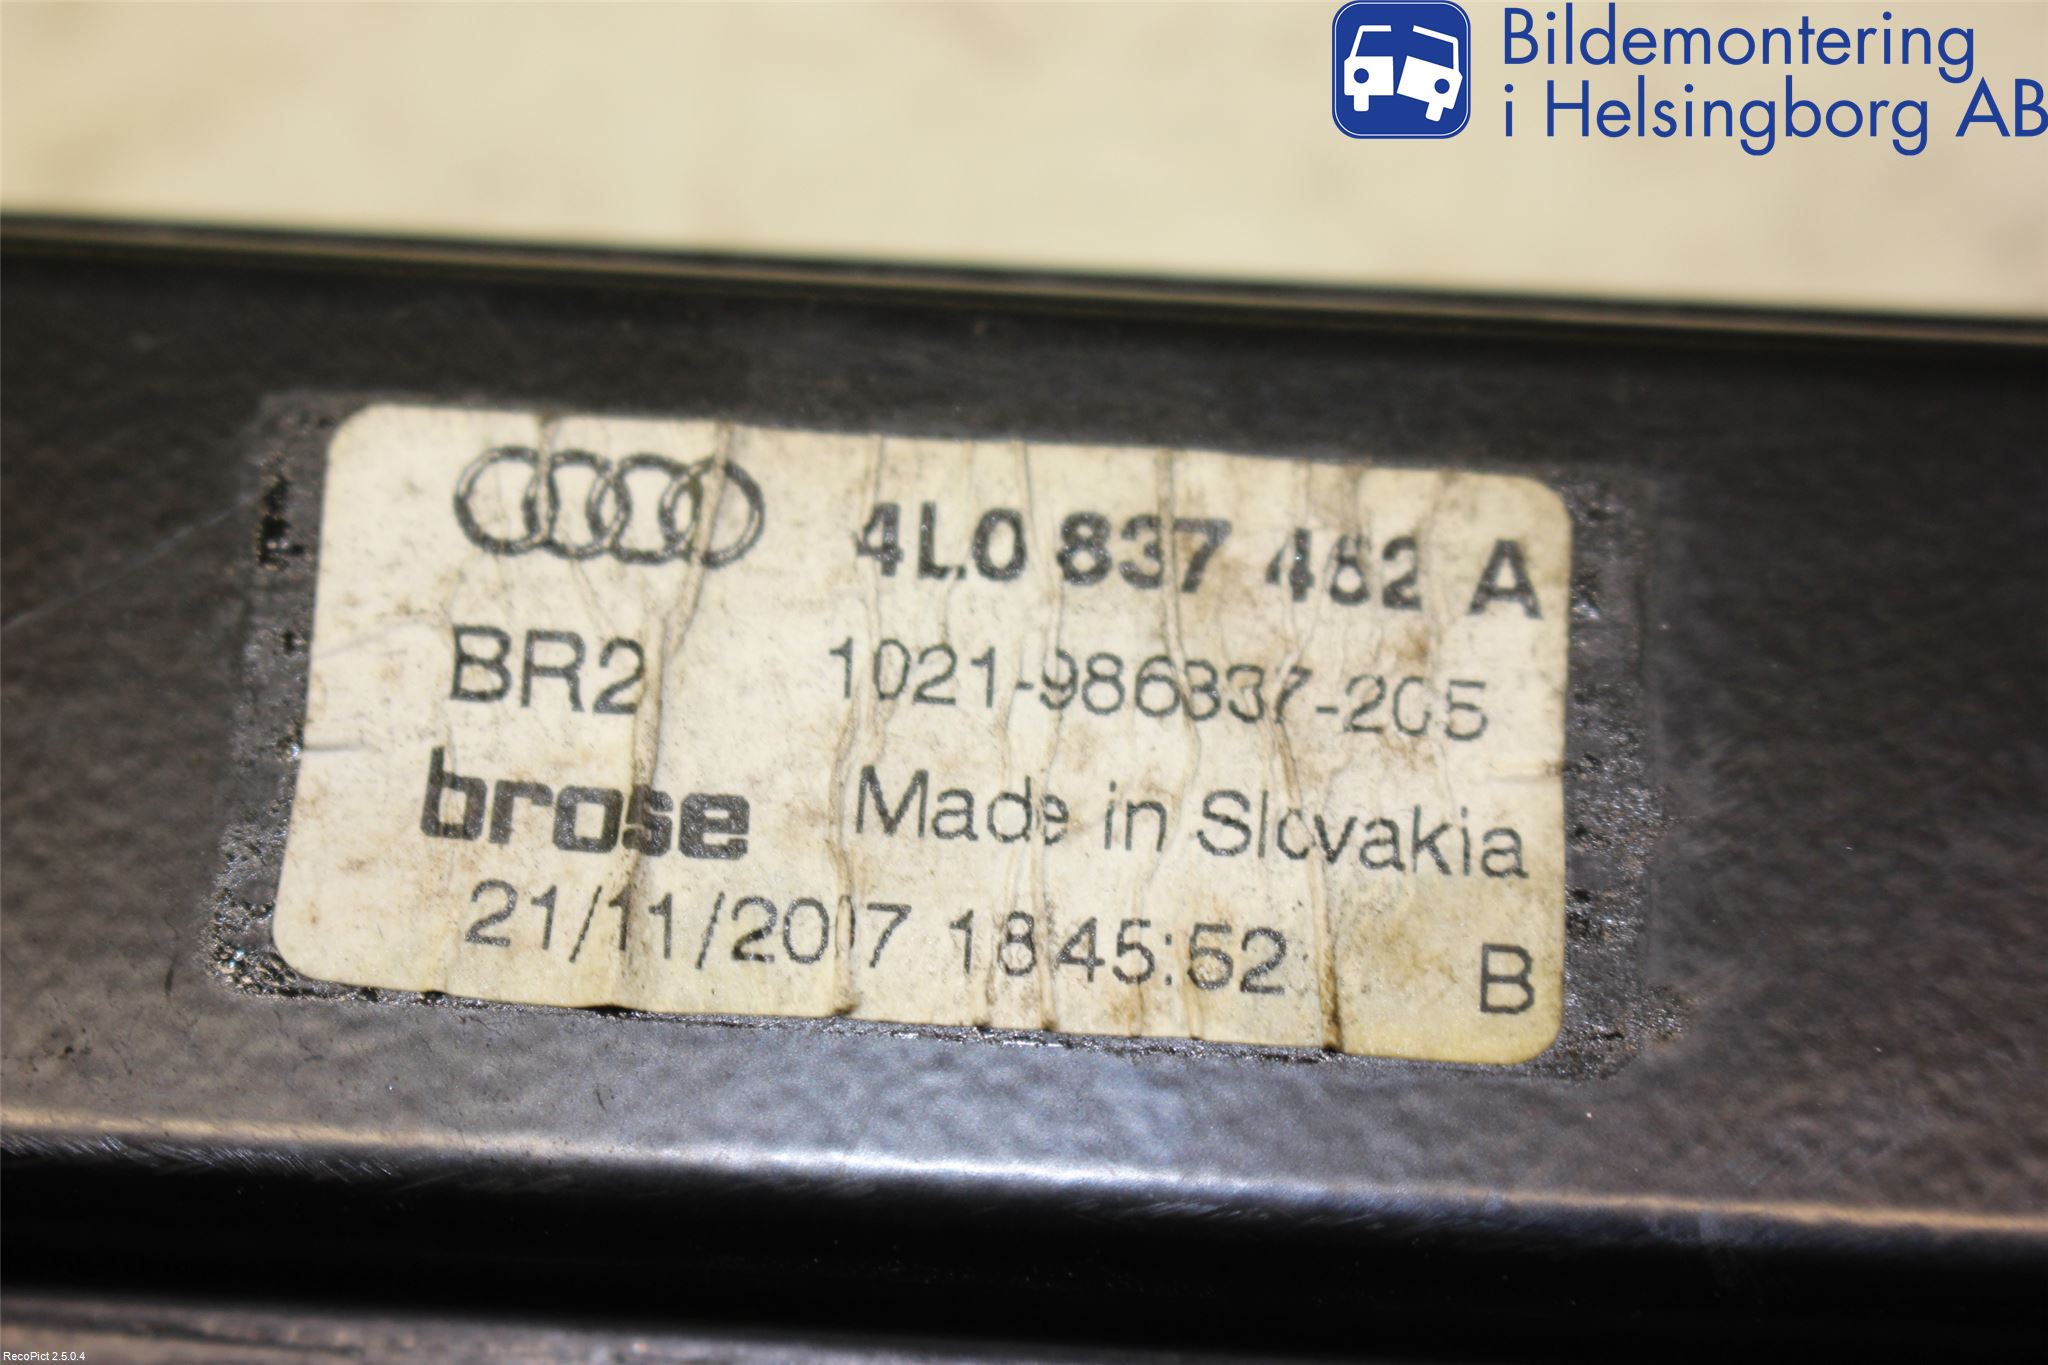 Bildemontering
i Helsingborg AB
4L0 837 462 A
BR2 1021-986337-205
brose Made in Slovakia
21/11/2007 18:45:52 B
RecoPict 2.5.0.4